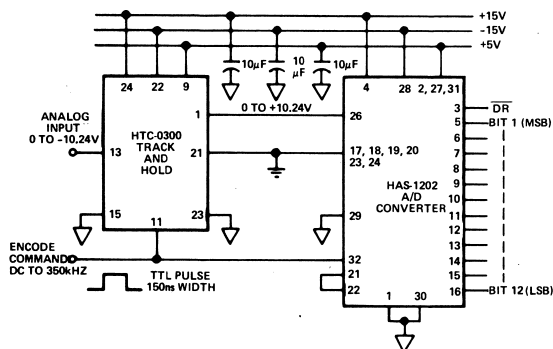 +15V
-15V
+5V
10µF
10
µF
10µF
24
22
9
4
28
2, 27, 31
ANALOG
INPUT
0 TO -10.24V
13
HTC-0300
TRACK
AND
HOLD
1
0 TO +10.24V
26
21
17, 18, 19, 20
23, 24
15
11
23
29
HAS-1202
A/D
CONVERTER
3
DR
5
BIT 1 (MSB)
6
7
8
9
10
11
12
13
14
15
16
BIT 12 (LSB)
ENCODE
COMMAND
DC TO 350kHZ
TTL PULSE
150ns WIDTH
32
21
22
1
30